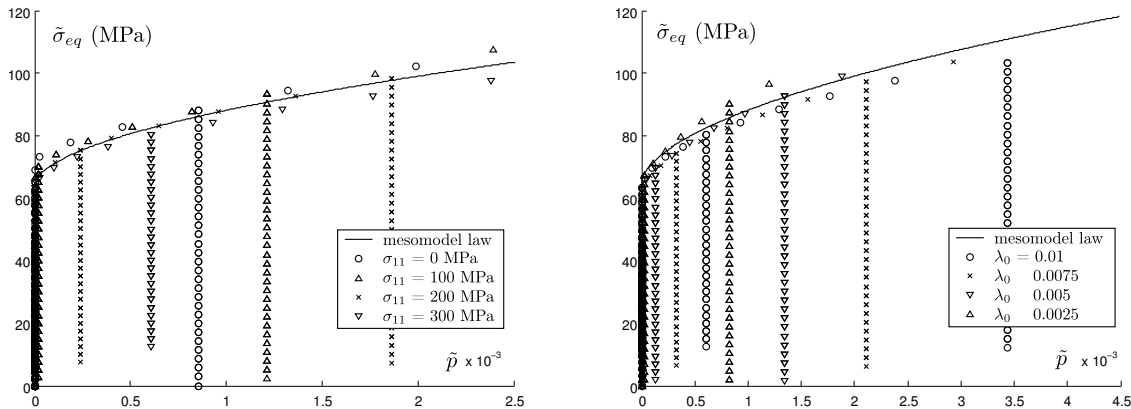 120
100
80
60
40
20
0
σ̃eq (MPa)
mesomodel law
σ11 = 0 MPa
σ11 = 100 MPa
σ11 = 200 MPa
σ11 = 300 MPa
p̃ x 10⁻³
0 0.5 1 1.5 2 2.5
120
100
80
60
40
20
0
σ̃eq (MPa)
mesomodel law
λ0 = 0.01
λ0 0.0075
λ0 0.005
λ0 0.0025
p̃ x 10⁻³
0 0.5 1 1.5 2 2.5 3 3.5 4 4.5